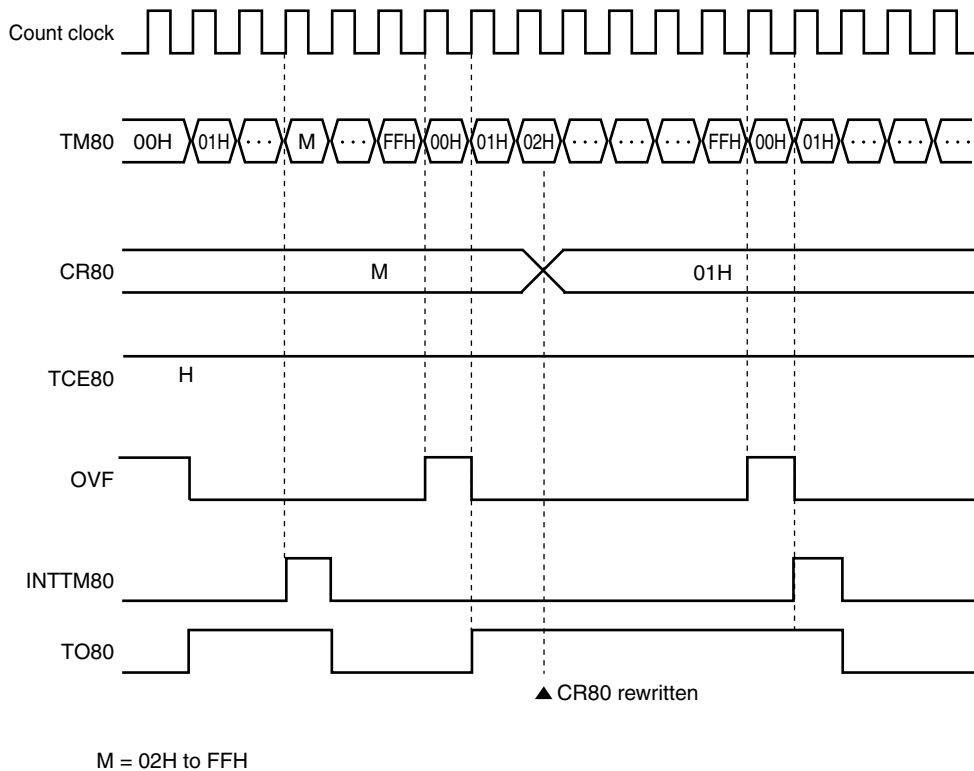 Count clock
TM80 00H 01H ··· M ··· FFH 00H 01H 02H ··· ··· ··· FFH 00H 01H ··· ··· ···
CR80 M 01H
TCE80 H
OVF
INTTM80
TO80
▲ CR80 rewritten
M = 02H to FFH